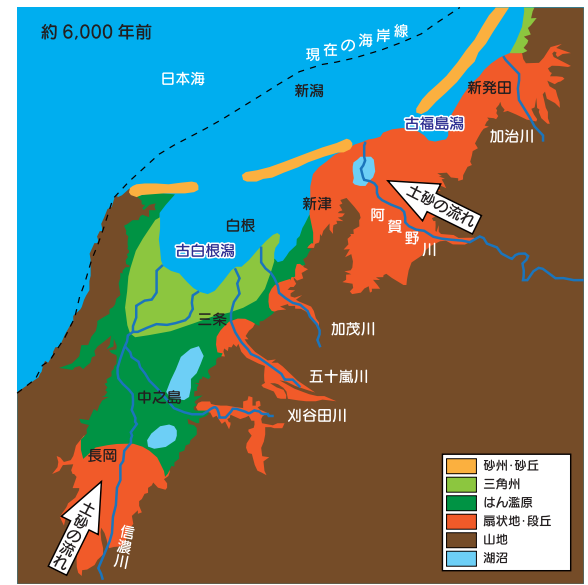 約6,000年前
現在の海岸線
日本海
新潟
新発田
古福島潟
加治川
土砂の流れ
新津
阿賀野川
白根
古白根潟
三条
加茂川
五十嵐川
中之島
刈谷田川
長岡
土砂の流れ
信濃川
砂州・砂丘
三角州
はん濫原
扇状地・段丘
山地
湖沼